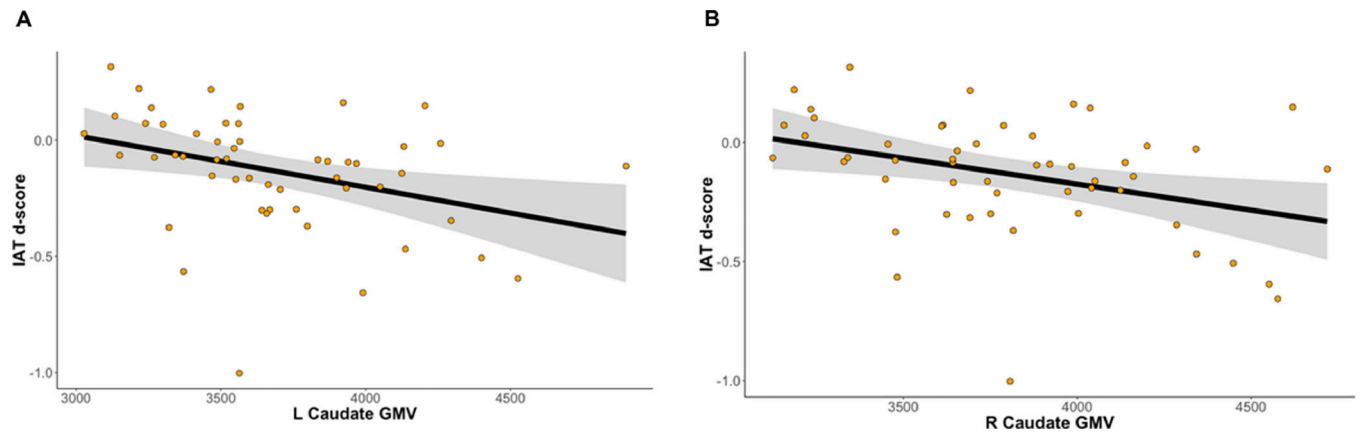 A
B
IAT d-score
0.0
-0.5
-1.0
3000 3500 4000 4500
L Caudate GMV
IAT d-score
0.0
-0.5
-1.0
3500 4000 4500
R Caudate GMV